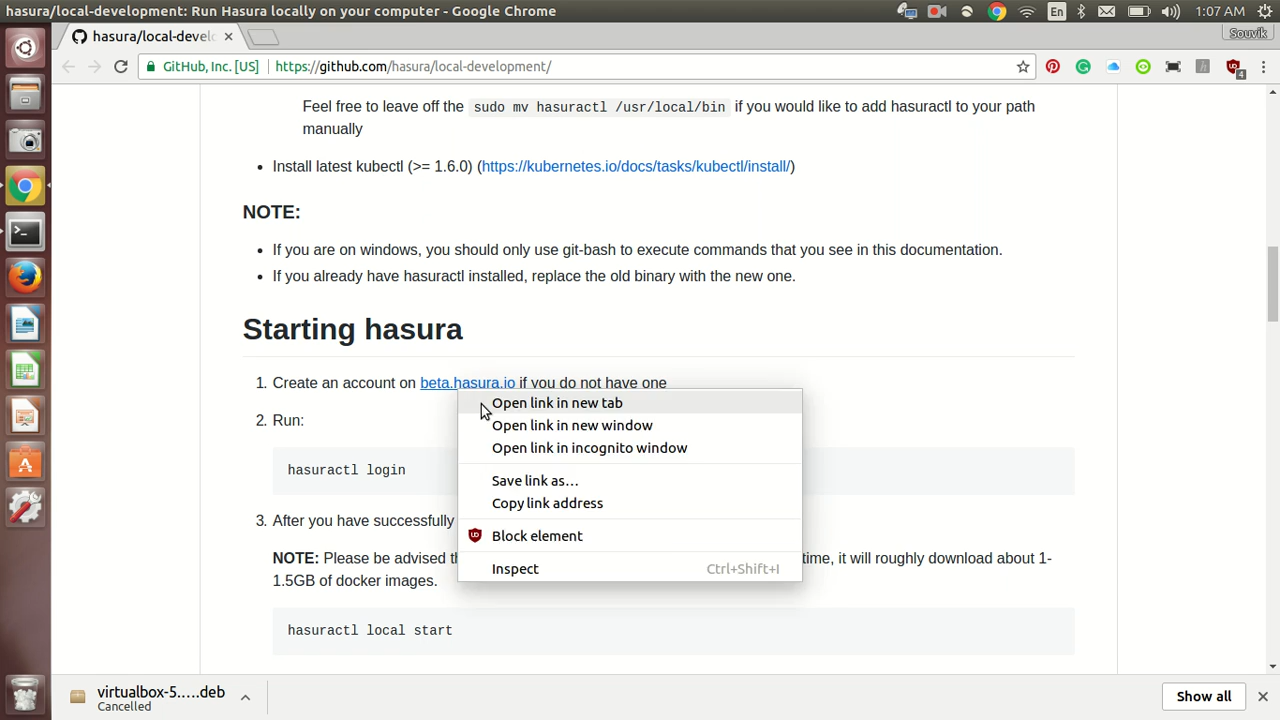 hasura/local-development: Run Hasura locally on your computer - Google Chrome
En
1:07 AM
hasura/local-devel
Souvik
GitHub, Inc. [US]
https://github.com/hasura/local-development/
4
Feel free to leave off the sudo mv hasuractl /usr/local/bin if you would like to add hasuractl to your path
manually
• Install latest kubectl (>= 1.6.0) (https://kubernetes.io/docs/tasks/kubectl/install/)
NOTE:
• If you are on windows, you should only use git-bash to execute commands that you see in this documentation.
• If you already have hasuractl installed, replace the old binary with the new one.
Starting hasura
1. Create an account on beta.hasura.io if you do not have one
2. Run:
hasuractl login
3. After you have successfully
NOTE: Please be advised time, it will roughly download about 1-
1.5GB of docker images.
hasuractl local start
Open link in new tab
Open link in new window
Open link in incognito window
Save link as…
Copy link address
Block element
Inspect Ctrl+Shift+I
virtualbox-5.….deb
Cancelled
Show all